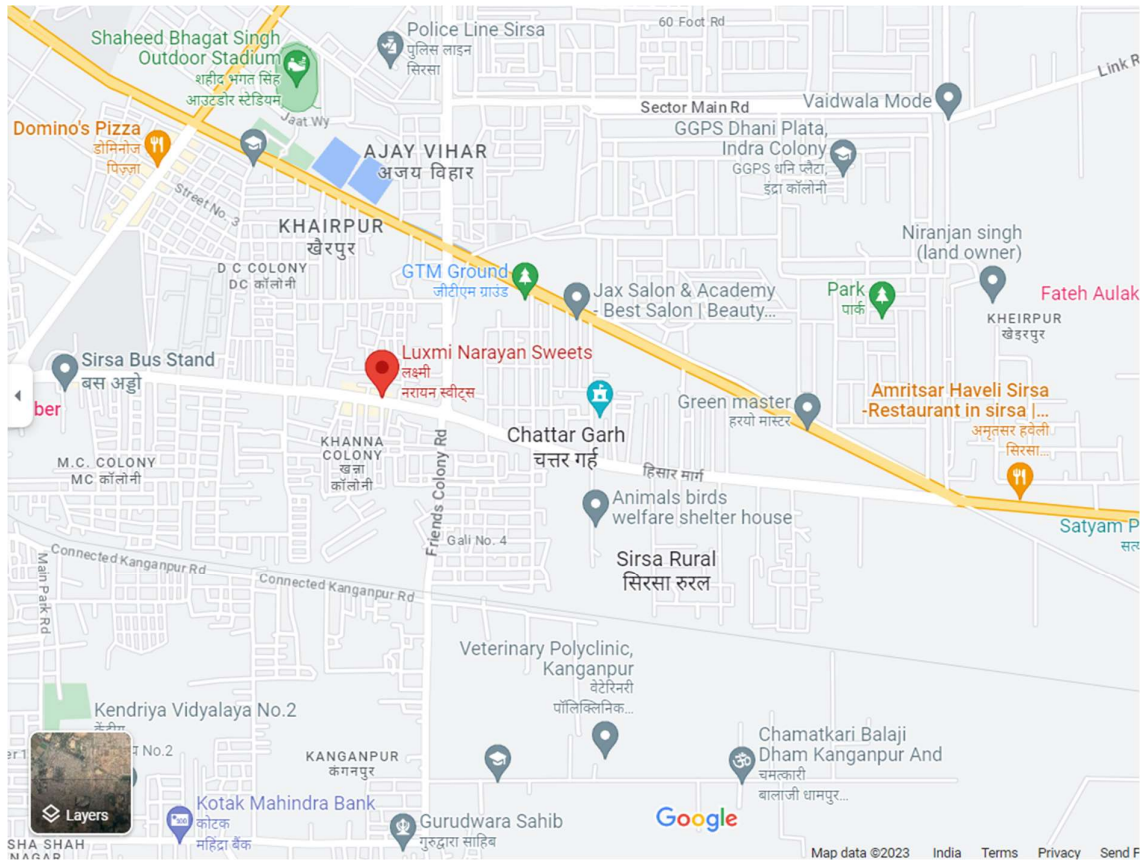 60 Foot Rd
Shaheed Bhagat Singh
Outdoor Stadium
शहीद भगत सिंह
आउटडोर स्टेडियम
Police Line Sirsa
पुलिस लाइन
सिरसा
Link R
Sector Main Rd
Vaidwala Mode
Jaat Wy
Domino's Pizza
डोमिनोज
पिज़्ज़ा
GGPS Dhani Plata,
Indra Colony
GGPS धनि प्लैटा,
इंद्रा कॉलोनी
AJAY VIHAR
अजय विहार
Street No. 3
KHAIRPUR
खैरपुर
Niranjan singh
(land owner)
D C COLONY
DC कॉलोनी
GTM Ground
जीटीएम ग्राउंड
Jax Salon & Academy
- Best Salon | Beauty...
Park
पार्क
Fateh Aulak
KHEIRPUR
खेइरपुर
Sirsa Bus Stand
बस अड्डो
Luxmi Narayan Sweets
लक्ष्मी
नरायन स्वीट्स
ber
Green master
हरयो मास्टर
Amritsar Haveli Sirsa
-Restaurant in sirsa |...
अमृतसर हवेली
सिरसा...
Chattar Garh
चत्तर गर्ह
KHANNA
COLONY
खन्ना
कॉलोनी
M.C. COLONY
MC कॉलोनी
हिसार मार्ग
Friends Colony Rd
Animals birds
welfare shelter house
Satyam P
सत्य
Gali No. 4
Connected Kanganpur Rd
Main Park Rd
Sirsa Rural
सिरसा रुरल
Connected Kanganpur Rd
Veterinary Polyclinic,
Kanganpur
वेटेरिनरी
पॉलिक्लिनिक...
Kendriya Vidyalaya No.2
No.2
KANGANPUR
कंगनपुर
Chamatkari Balaji
Dham Kanganpur And
चमत्कारी
बालाजी धामपुर...
Layers
Kotak Mahindra Bank
कोटक
महिंद्रा बैंक
Gurudwara Sahib
गुरुद्वारा साहिब
Google
SHA SHAH
NAGAR
Map data ©2023 India Terms Privacy Send F